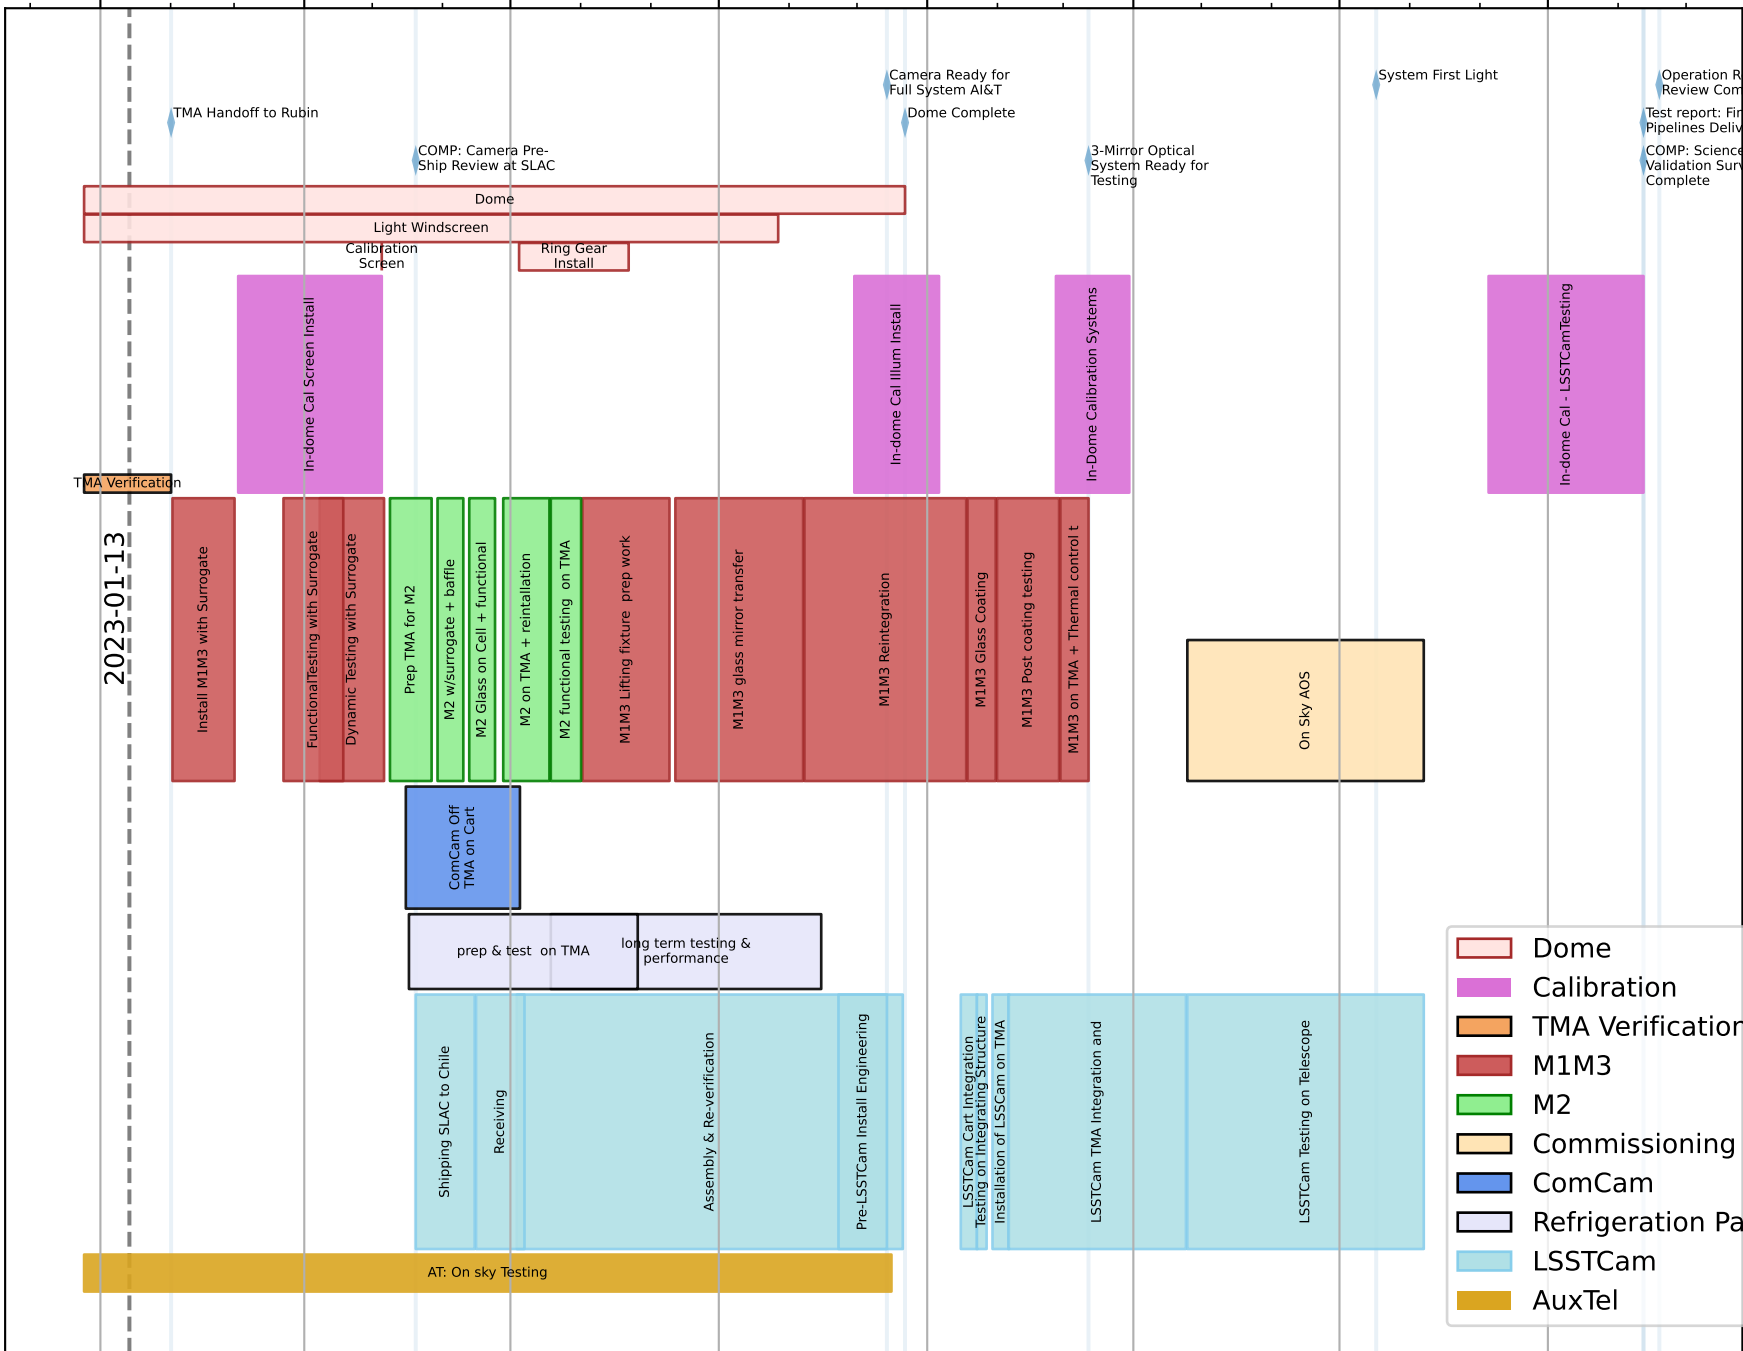 Camera Ready for
Full System AI&T
System First Light
Operation R
Review Com
TMA Handoff to Rubin
Dome Complete
Test report: Fir
Pipelines Deliv
COMP: Camera Pre-
Ship Review at SLAC
3-Mirror Optical
System Ready for
Testing
COMP: Science
Validation Surv
Complete
Dome
Light Windscreen
Calibration
Screen
Ring Gear
Install
In-dome Cal Screen Install
In-dome Cal Illum Install
In-Dome Calibration Systems
In-dome Cal - LSSTCamTesting
TMA Verification
2023-01-13
Install M1M3 with Surrogate
FunctionalTesting with Surrogate
Dynamic Testing with Surrogate
Prep TMA for M2
M2 w/surrogate + baffle
M2 Glass on Cell + functional
M2 on TMA + reintallation
M2 functional testing  on TMA
M1M3 Lifting fixture  prep work
M1M3 glass mirror transfer
M1M3 Reintegration
M1M3 Glass Coating
M1M3 Post coating testing
M1M3 on TMA + Thermal control t
On Sky AOS
ComCam Off
TMA on Cart
prep & test  on TMA
long term testing &
performance
Shipping SLAC to Chile
Receiving
Assembly & Re-verification
Pre-LSSTCam Install Engineering
LSSTCam Cart Integration
Testing on Integrating Structure
Installation of LSSCam on TMA
LSSTCam TMA Integration and
LSSTCam Testing on Telescope
AT: On sky Testing
Dome
Calibration
TMA Verification
M1M3
M2
Commissioning
ComCam
Refrigeration Pa
LSSTCam
AuxTel